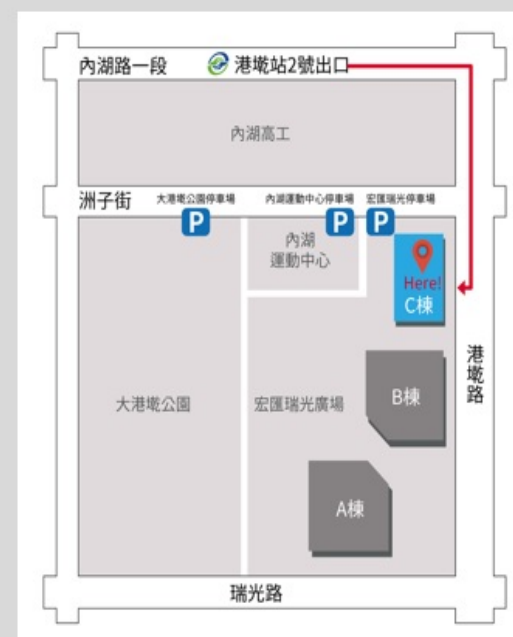 內湖路一段
港墘站2號出口
內湖高工
洲子街
大港墘公園停車場
內湖運動中心停車場
宏匯瑞光停車場
P
P
P
內湖
運動中心
Here!
C棟
港墘路
大港墘公園
宏匯瑞光廣場
B棟
A棟
瑞光路